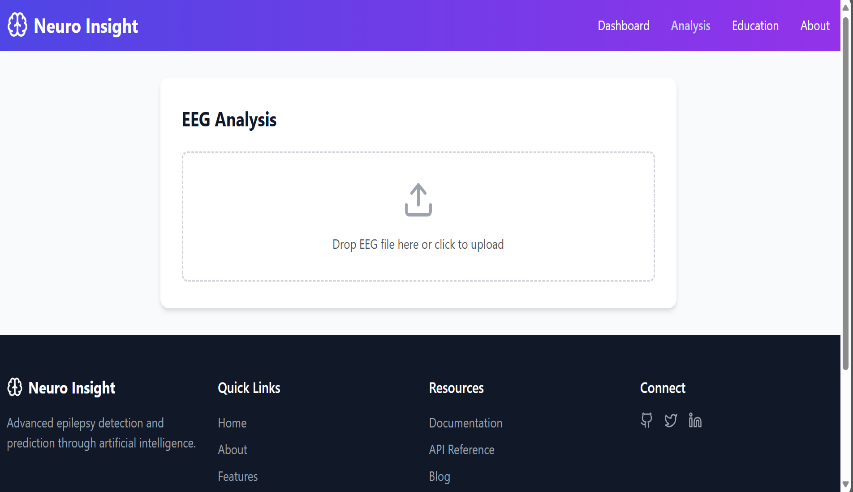 Neuro Insight
Dashboard Analysis Education About
EEG Analysis
Drop EEG file here or click to upload
Neuro Insight
Advanced epilepsy detection and
prediction through artificial intelligence.
Quick Links
Home
About
Features
Resources
Documentation
API Reference
Blog
Connect